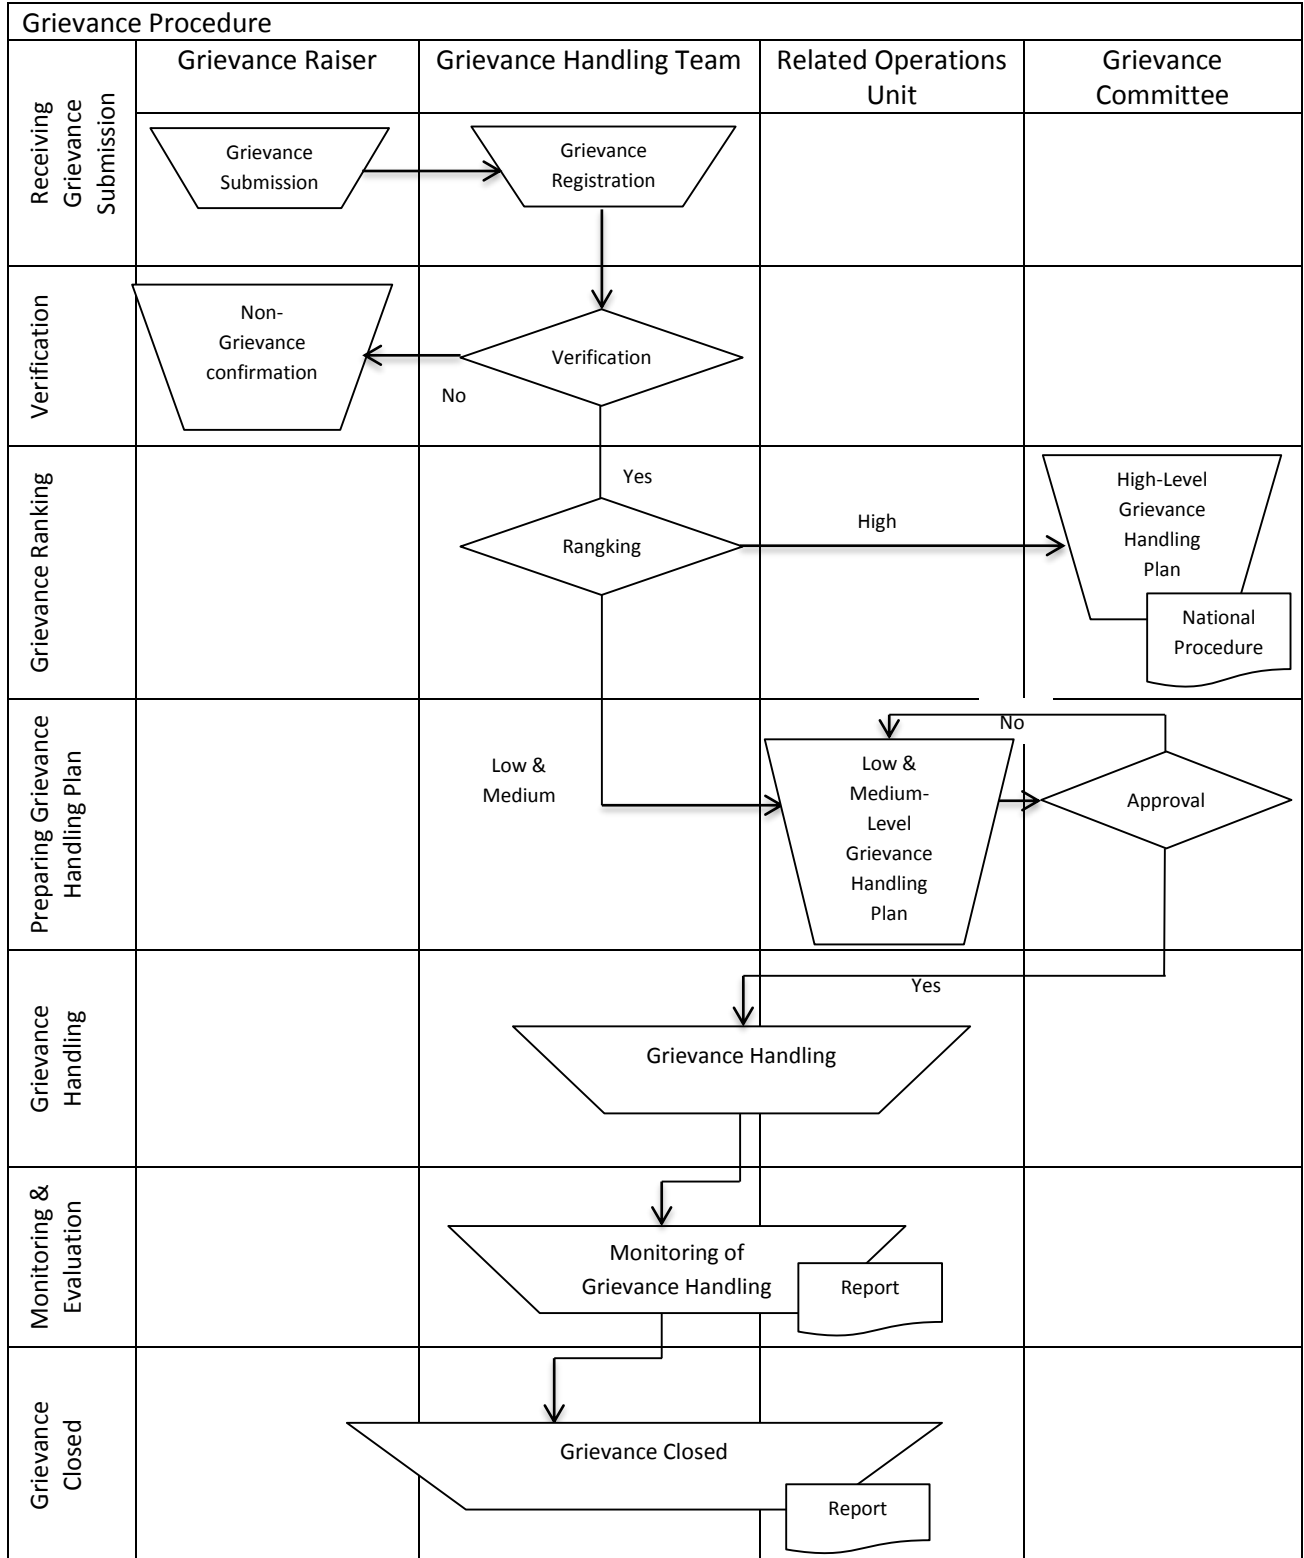 Grievance Procedure
Grievance Raiser
Grievance Handling Team
Related Operations
Unit
Grievance
Committee
Receiving
Grievance
Submission
Grievance
Submission
Grievance
Registration
Verification
Non-
Grievance
confirmation
Verification
No
Grievance Ranking
Yes
Rangking
High
High-Level
Grievance
Handling
Plan
National
Procedure
Preparing Grievance
Handling Plan
Low &
Medium
No
Low &
Medium-
Level
Grievance
Handling
Plan
Approval
Grievance
Handling
Yes
Grievance Handling
Monitoring &
Evaluation
Monitoring of
Grievance Handling
Report
Grievance
Closed
Grievance Closed
Report